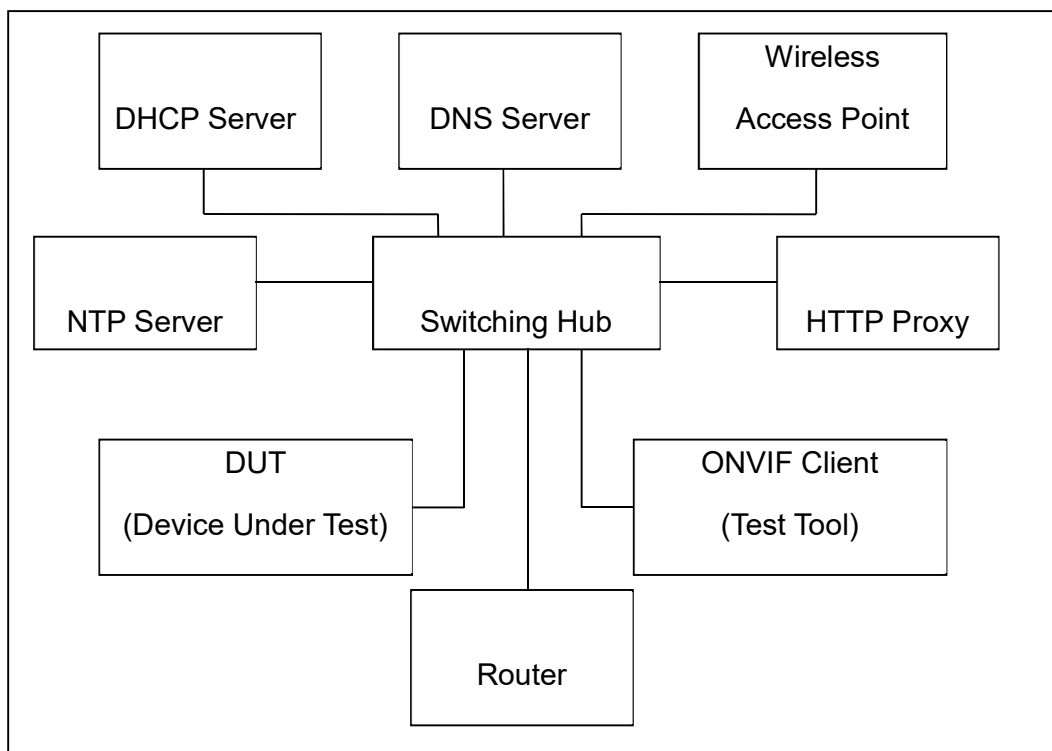 Wireless
DHCP Server
DNS Server
Access Point
NTP Server
Switching Hub
HTTP Proxy
DUT
(Device Under Test)
ONVIF Client
(Test Tool)
Router